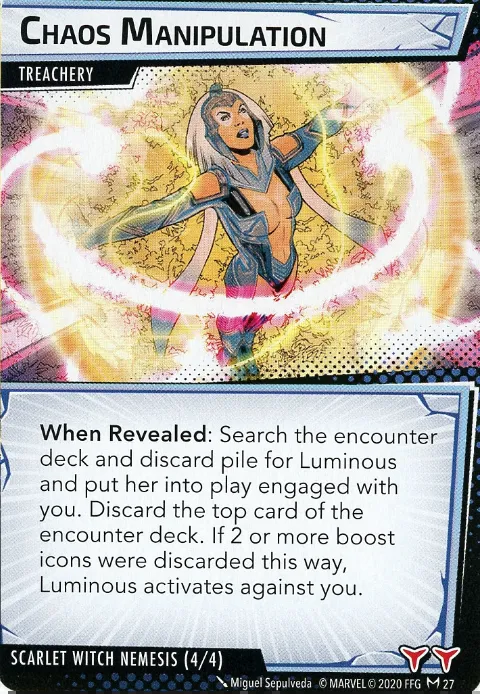 CHAOS MANIPULATION
TREACHERY
When Revealed: Search the encounter
deck and discard pile for Luminous
and put her into play engaged with
you. Discard the top card of the
encounter deck. If 2 or more boost
icons were discarded this way,
Luminous activates against you.
SCARLET WITCH NEMESIS (4/4)
Miguel Sepulveda © MARVEL © 2020 FFG M 27